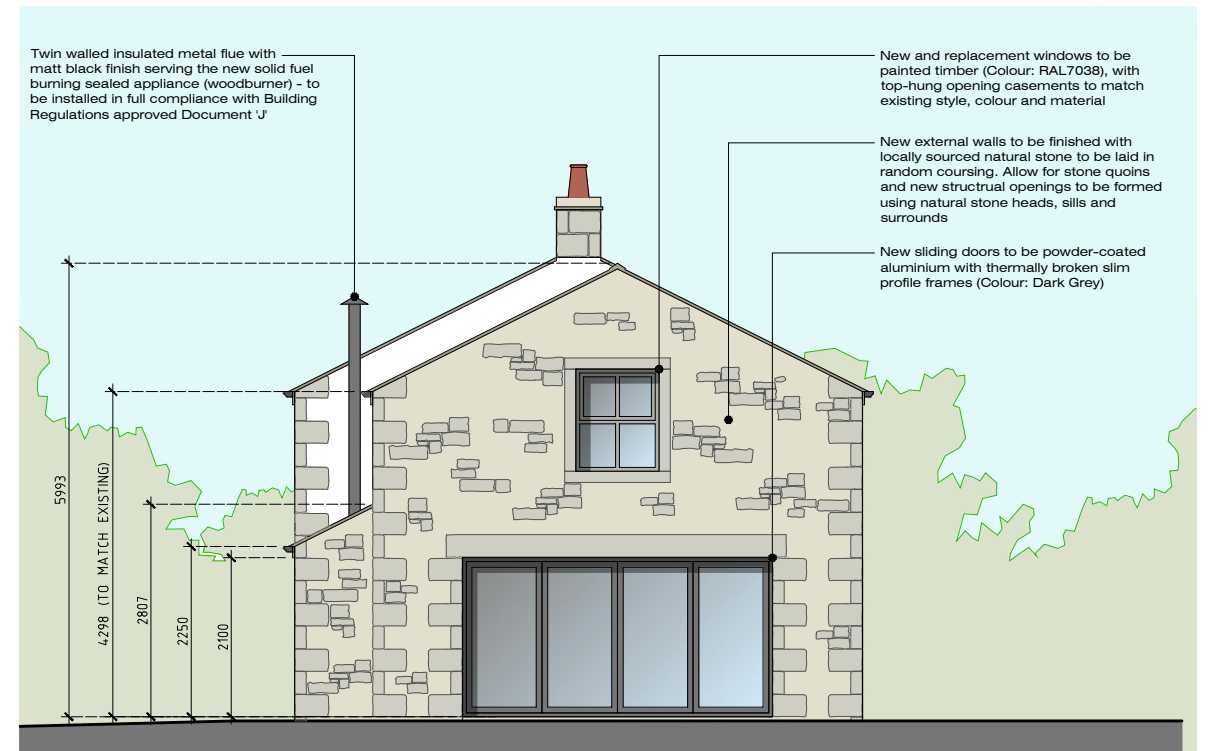 Twin walled insulated metal flue with
matt black finish serving the new solid fuel
burning sealed appliance (woodburner) - to
be installed in full compliance with Building
Regulations approved Document 'J'
New and replacement windows to be
painted timber (Colour: RAL7038), with
top-hung opening casements to match
existing style, colour and material
New external walls to be finished with
locally sourced natural stone to be laid in
random coursing. Allow for stone quoins
and new structrual openings to be formed
using natural stone heads, sills and
surrounds
New sliding doors to be powder-coated
aluminium with thermally broken slim
profile frames (Colour: Dark Grey)
5993
4298 (TO MATCH EXISTING)
2807
2250
2100